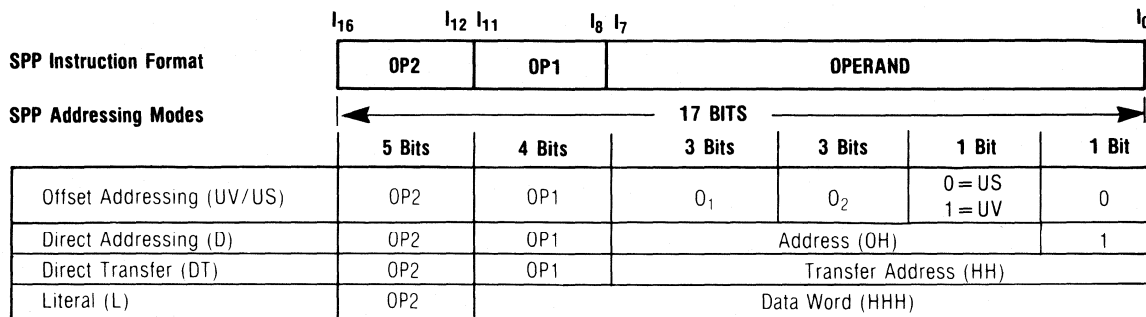 I16 I12 I11 I8 I7 I0
SPP Instruction Format OP2 OP1 OPERAND
SPP Addressing Modes 17 BITS
5 Bits 4 Bits 3 Bits 3 Bits 1 Bit 1 Bit
Offset Addressing (UV/US) OP2 OP1 O1 O2 0 = US 0
1 = UV
Direct Addressing (D) OP2 OP1 Address (OH) 1
Direct Transfer (DT) OP2 OP1 Transfer Address (HH)
Literal (L) OP2 Data Word (HHH)